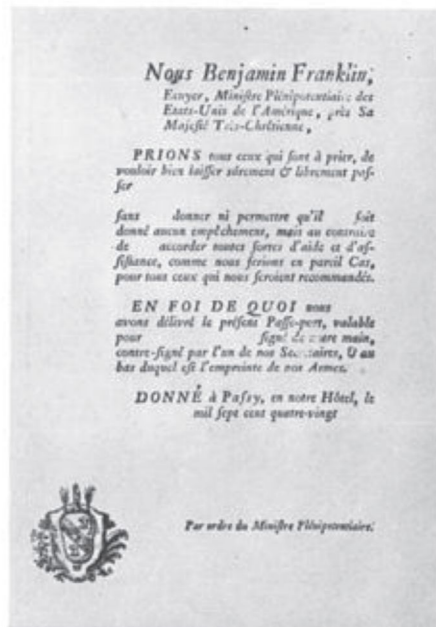 Nous Benjamin Franklin,
Ecuyer, Ministre Plénipotentiaire des
Etats-Unis de l'Amérique, près Sa
Majesté Très-Chrétienne,
PRIONS tous ceux qui sont à prier, de
vouloir bien laisser sûrement & librement pas-
ser
sans donner ni permettre qu'il soit
donné aucun empêchement, mais au contraire
de accorder toutes sortes d'aide et d'as-
sistance, comme nous ferions en pareil Cas,
pour tous ceux qui nous seroient recommandés.
EN FOI DE QUOI nous
avons délivré le présent Passe-port, valable
pour signé de notre main,
contre-signé par l'un de nos Secretaires, & au
bas duquel est l'empreinte de nos Armes.
DONNÉ à Passy, en notre Hôtel, le
mil sept cent quatre-vingt
Par ordre du Ministre Plénipotentiaire.